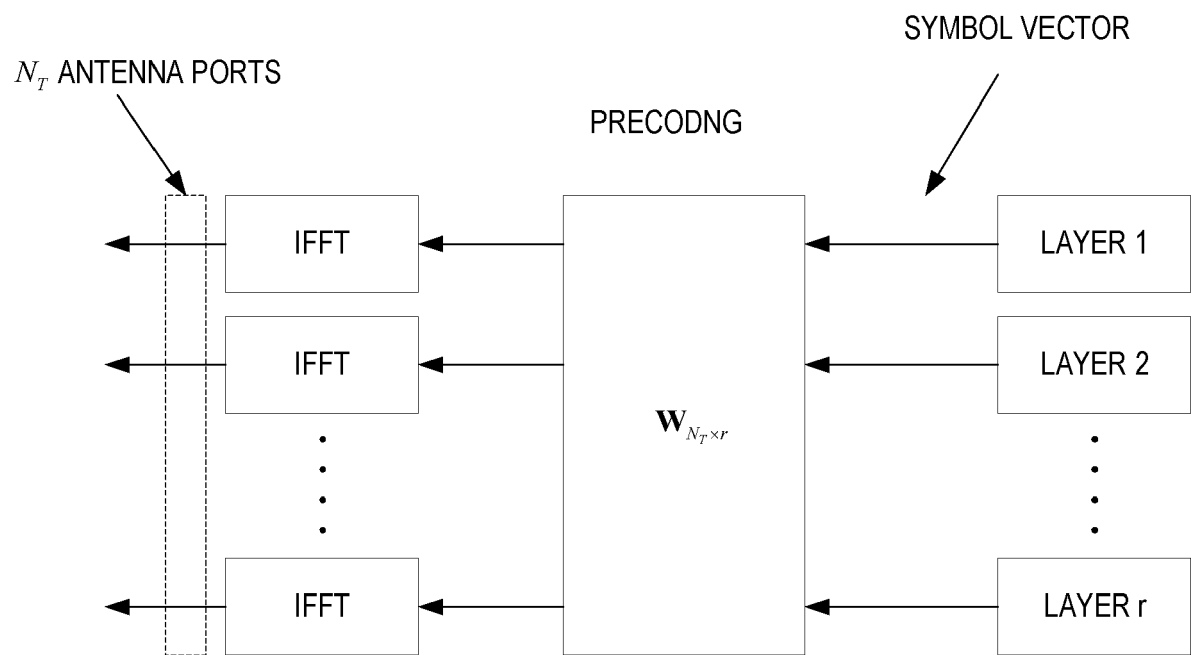 SYMBOL VECTOR
N_T ANTENNA PORTS
PRECODNG
IFFT
LAYER 1
IFFT
LAYER 2
W_{N_T×r}
IFFT
LAYER r